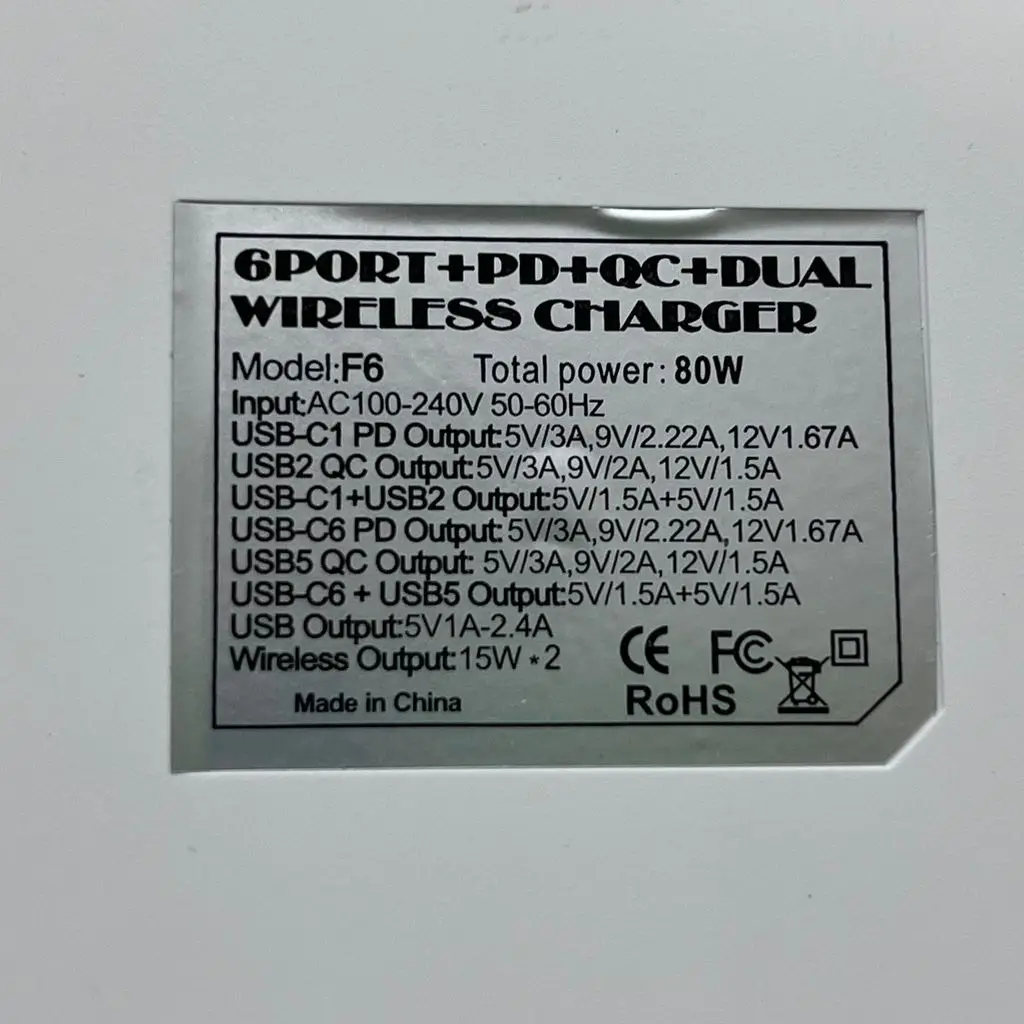 6PORT+PD+QC+DUAL
WIRELESS CHARGER
Model:F6 Total power: 80W
Input:AC100-240V 50-60Hz
USB-C1 PD Output:5V/3A,9V/2.22A,12V1.67A
USB2 QC Output:5V/3A,9V/2A,12V/1.5A
USB-C1+USB2 Output:5V/1.5A+5V/1.5A
USB-C6 PD Output:5V/3A,9V/2.22A,12V1.67A
USB5 QC Output: 5V/3A,9V/2A,12V/1.5A
USB-C6 + USB5 Output:5V/1.5A+5V/1.5A
USB Output:5V1A-2.4A
Wireless Output:15W*2
CE FC
RoHS
Made in China